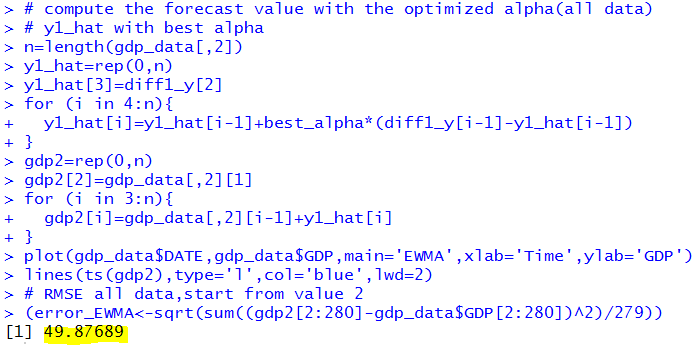 > # compute the forecast value with the optimized alpha(all data)
> # y1_hat with best alpha
> n=length(gdp_data[,2])
> y1_hat=rep(0,n)
> y1_hat[3]=diff1_y[2]
> for (i in 4:n){
+   y1_hat[i]=y1_hat[i-1]+best_alpha*(diff1_y[i-1]-y1_hat[i-1])
+ }
> gdp2=rep(0,n)
> gdp2[2]=gdp_data[,2][1]
> for (i in 3:n){
+   gdp2[i]=gdp_data[,2][i-1]+y1_hat[i]
+ }
> plot(gdp_data$DATE,gdp_data$GDP,main='EWMA',xlab='Time',ylab='GDP')
> lines(ts(gdp2),type='l',col='blue',lwd=2)
> # RMSE all data,start from value 2
> (error_EWMA<-sqrt(sum((gdp2[2:280]-gdp_data$GDP[2:280])^2)/279))
[1] 49.87689